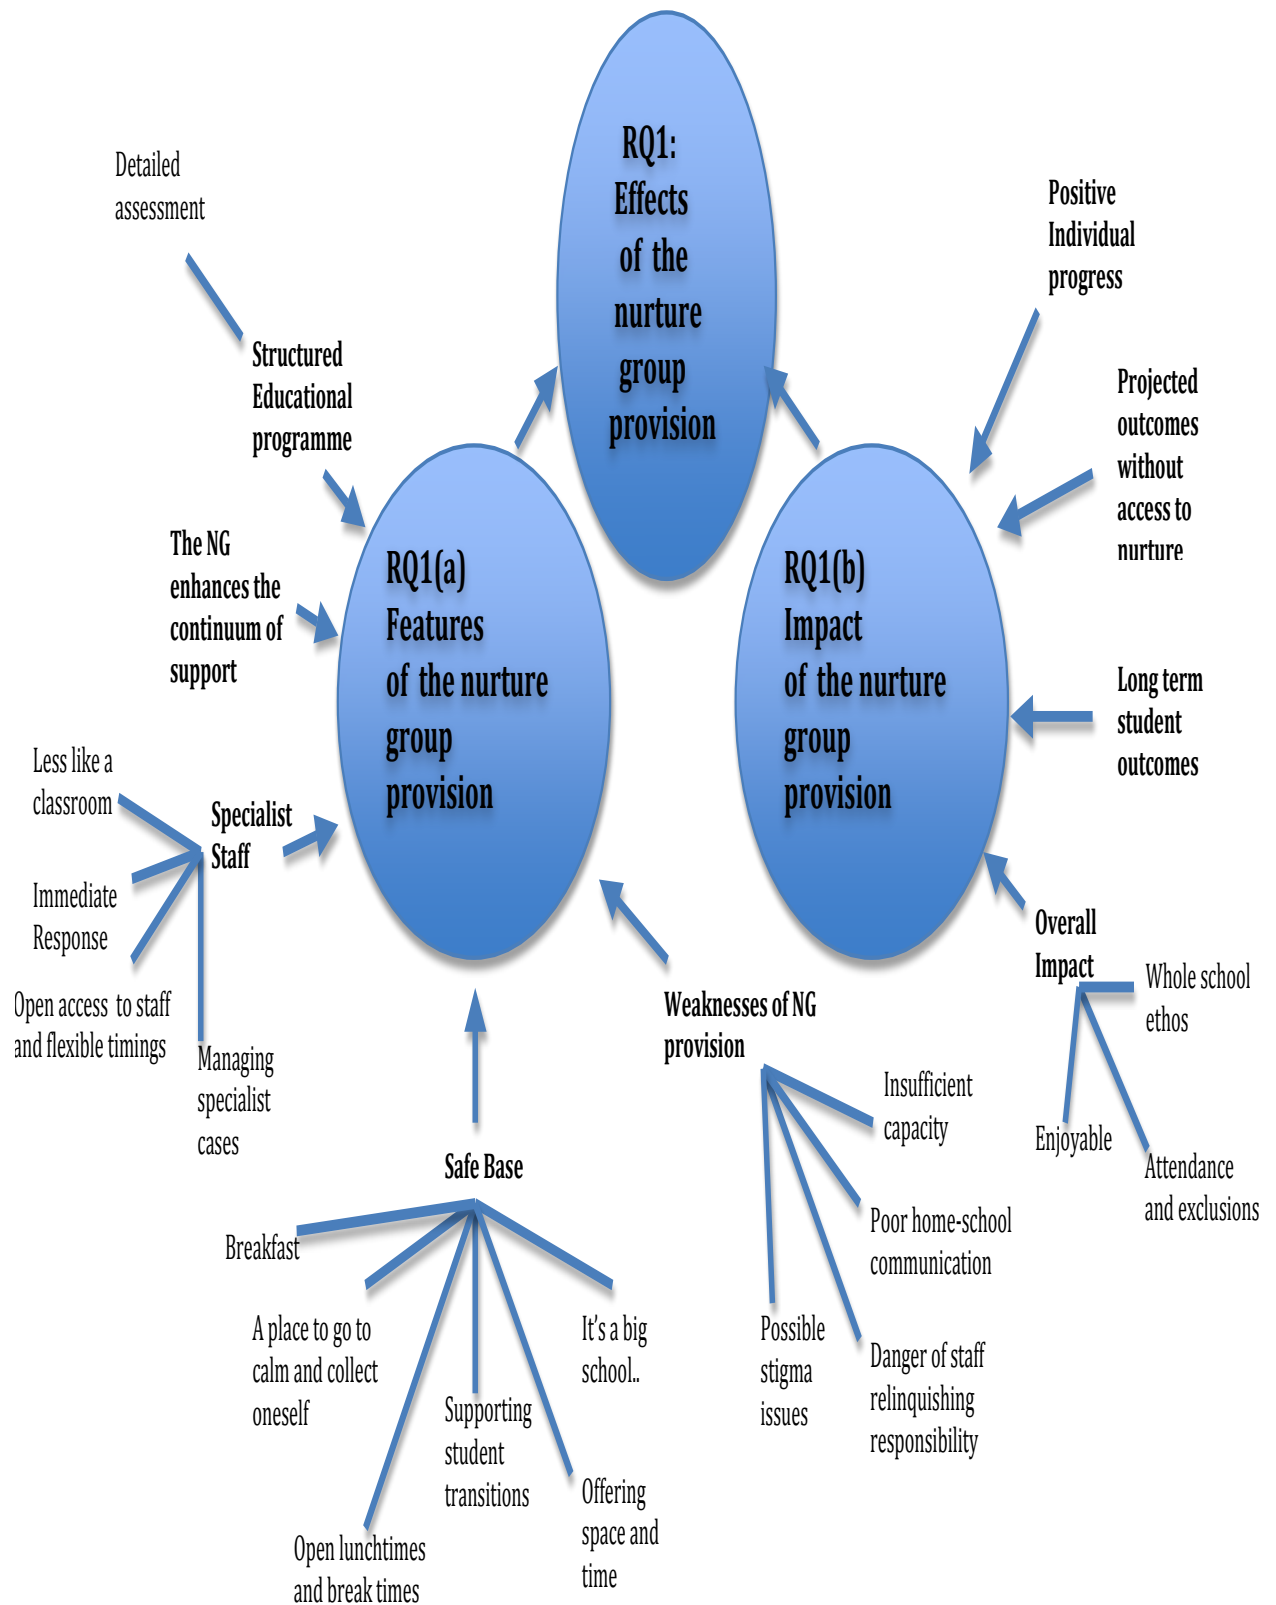 RQ1:
Effects
of the
nurture
group
provision
Detailed
assessment
Structured
Educational
programme
The NG
enhances the
continuum of
support
RQ1(a)
Features
of the nurture
group
provision
Less like a
classroom
Specialist
Staff
Immediate
Response
Open access to staff
and flexible timings
Managing
specialist
cases
Safe Base
Breakfast
A place to go to
calm and collect
oneself
Open lunchtimes
and break times
Supporting
student
transitions
Offering
space and
time
It's a big
school..
Weaknesses of NG
provision
Insufficient
capacity
Poor home-school
communication
Danger of staff
relinquishing
responsibility
Possible
stigma
issues
RQ1(b)
Impact
of the nurture
group
provision
Positive
Individual
progress
Projected
outcomes
without
access to
nurture
Long term
student
outcomes
Overall
Impact
Whole school
ethos
Enjoyable
Attendance
and exclusions